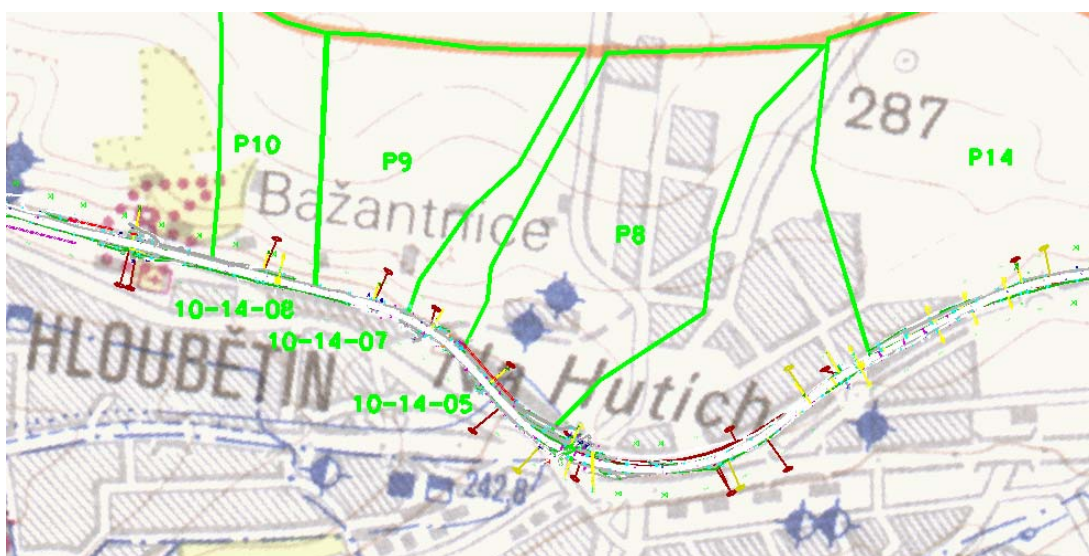 287
P10
P9
P14
Bažantnice
P8
10-14-08
10-14-07
HLOUBĚTÍN
Na Hutích
10-14-05
242,8